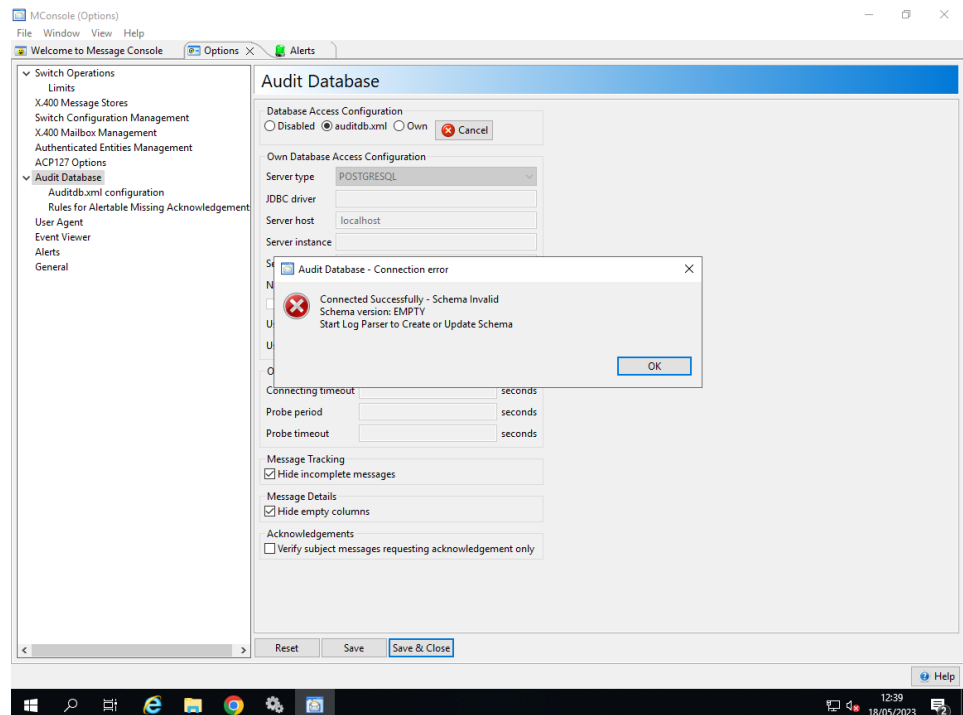 MConsole (Options)
File Window View Help
Welcome to Message Console
Options
Alerts
Switch Operations
Limits
X.400 Message Stores
Switch Configuration Management
X.400 Mailbox Management
Authenticated Entities Management
ACP127 Options
Audit Database
Auditdb.xml configuration
Rules for Alertable Missing Acknowledgement
User Agent
Event Viewer
Alerts
General
Audit Database
Database Access Configuration
Disabled auditdb.xml Own Cancel
Own Database Access Configuration
Server type POSTGRESQL
JDBC driver
Server host localhost
Server instance
Se
N
U
U
O
Audit Database - Connection error
Connected Successfully - Schema Invalid
Schema version: EMPTY
Start Log Parser to Create or Update Schema
OK
Connecting timeout seconds
Probe period seconds
Probe timeout seconds
Message Tracking
Hide incomplete messages
Message Details
Hide empty columns
Acknowledgements
Verify subject messages requesting acknowledgement only
Reset Save Save & Close
Help
12:39
18/05/2023
2